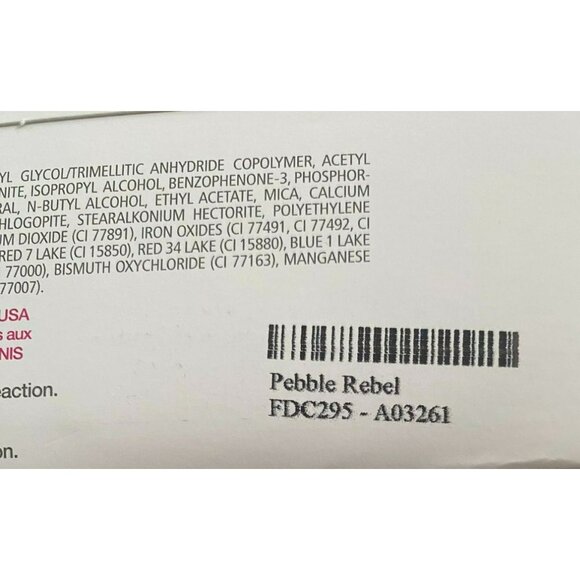 YL GLYCOL/TRIMELLITIC ANHYDRIDE COPOLYMER, ACETYL
NITE, ISOPROPYL ALCOHOL, BENZOPHENONE-3, PHOSPHOR-
RAL, N-BUTYL ALCOHOL, ETHYL ACETATE, MICA, CALCIUM
HLOGOPITE, STEARALKONIUM HECTORITE, POLYETHYLENE
UM DIOXIDE (CI 77891), IRON OXIDES (CI 77491, CI 77492, CI
RED 7 LAKE (CI 15850), RED 34 LAKE (CI 15880), BLUE 1 LAKE
77000), BISMUTH OXYCHLORIDE (CI 77163), MANGANESE
77007).
USA
s aux
NIS
eaction.
on.
Pebble Rebel
FDC295 - A03261